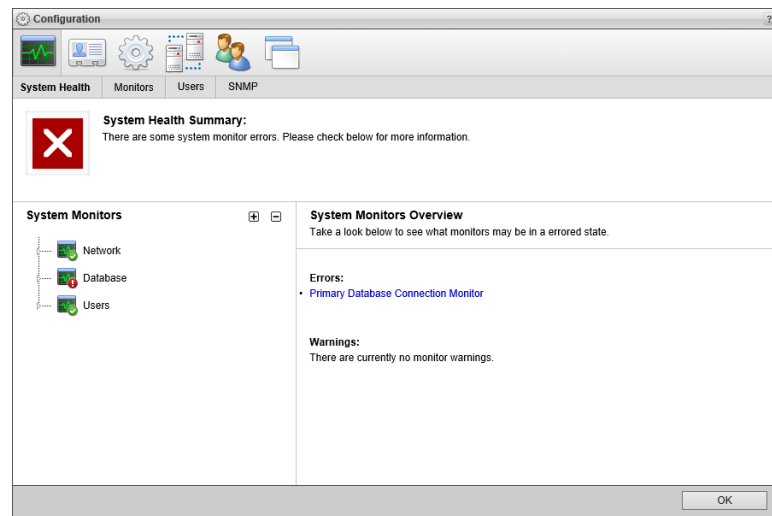 Configuration
?
System Health
Monitors
Users
SNMP
System Health Summary:
There are some system monitor errors. Please check below for more information.
System Monitors
Network
Database
Users
System Monitors Overview
Take a look below to see what monitors may be in a errored state.
Errors:
• Primary Database Connection Monitor
Warnings:
There are currently no monitor warnings.
OK